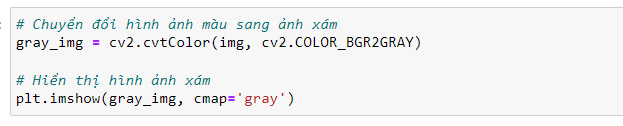 # Chuyển đổi hình ảnh màu sang ảnh xám
gray_img = cv2.cvtColor(img, cv2.COLOR_BGR2GRAY)
# Hiển thị hình ảnh xám
plt.imshow(gray_img, cmap='gray')